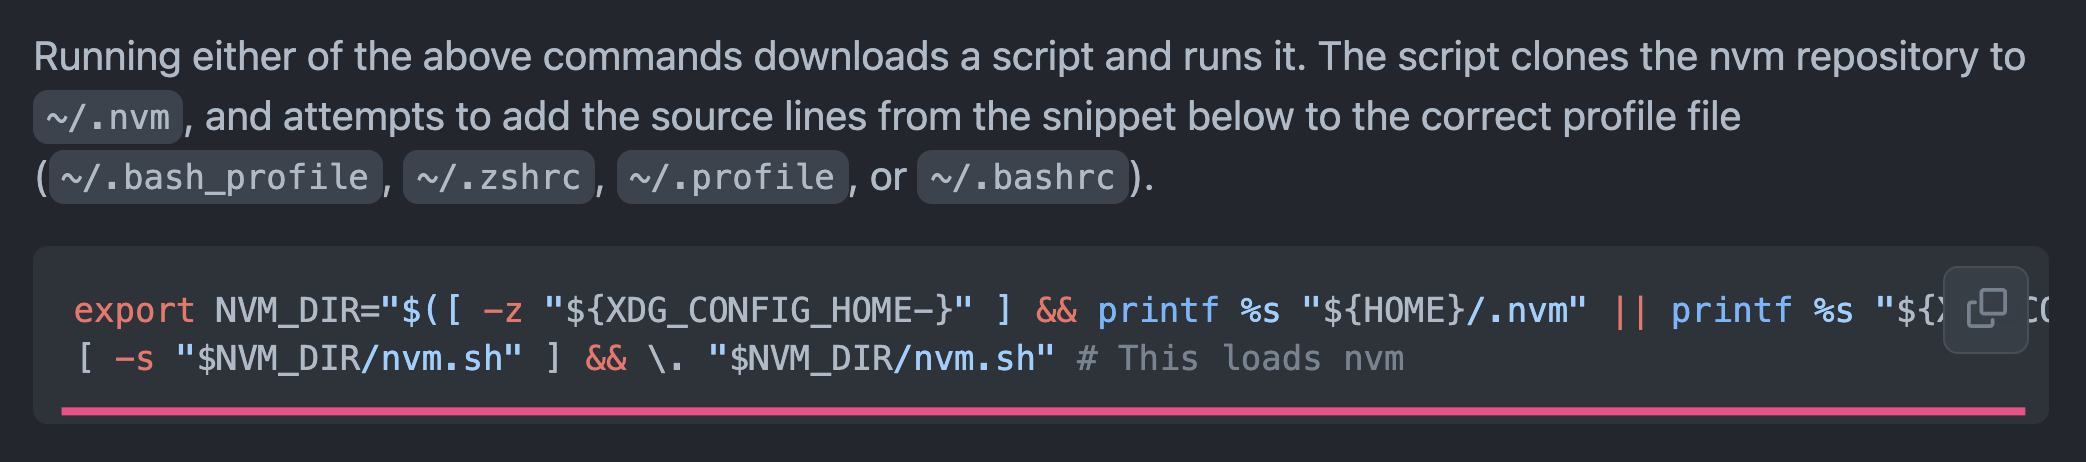 Running either of the above commands downloads a script and runs it. The script clones the nvm repository to
~/.nvm, and attempts to add the source lines from the snippet below to the correct profile file
(~/.bash_profile, ~/.zshrc, ~/.profile, or ~/.bashrc).
export NVM_DIR="$([ -z "${XDG_CONFIG_HOME-}" ] && printf %s "${HOME}/.nvm" || printf %s "${
[ -s "$NVM_DIR/nvm.sh" ] && \. "$NVM_DIR/nvm.sh" # This loads nvm